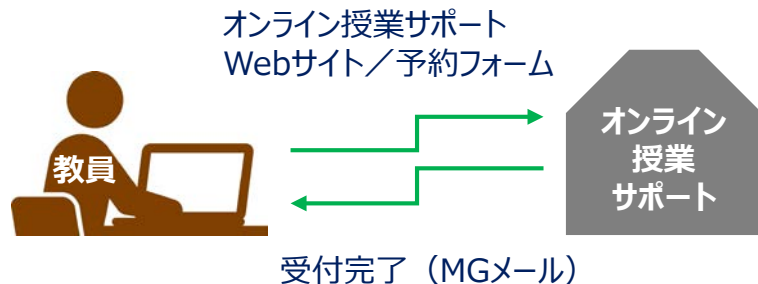 オンライン授業サポート
Webサイト／予約フォーム
教員
オンライン
授業
サポート
受付完了（MGメール）